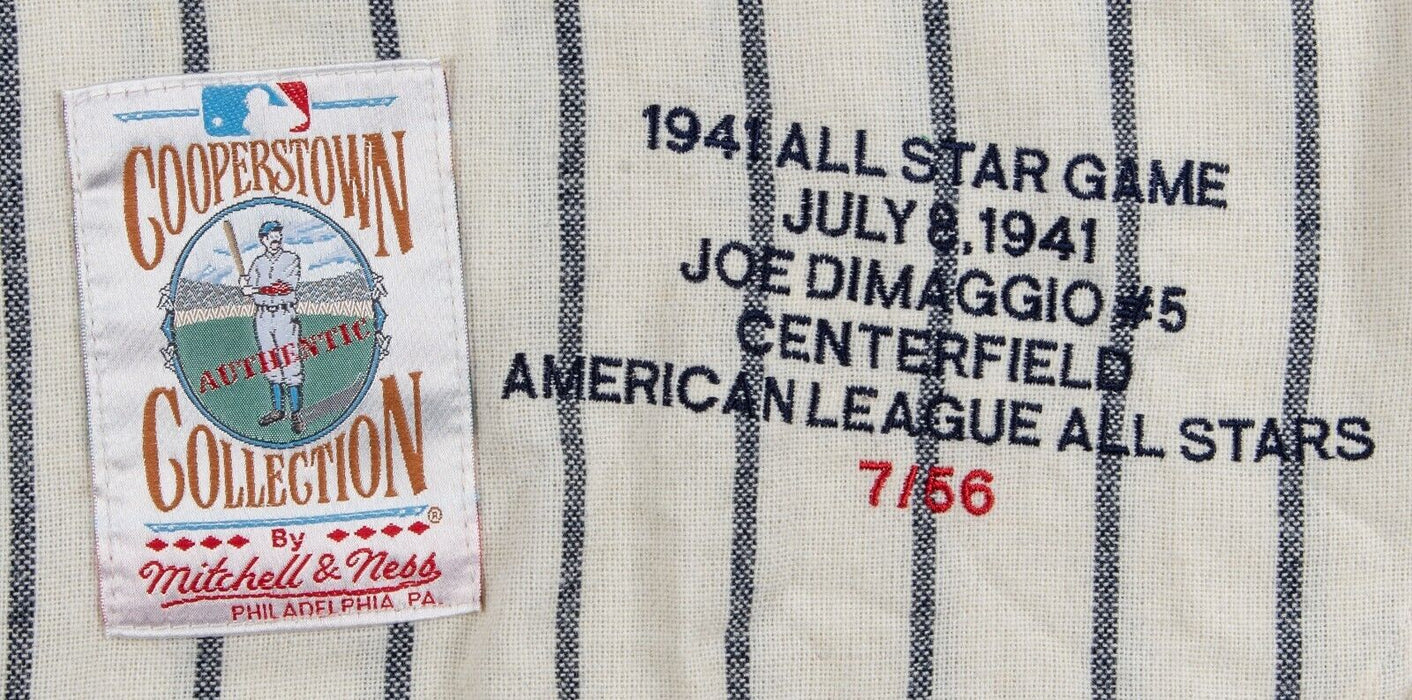 COOPERSTOWN
AUTHENTIC
COLLECTION
®
By
Mitchell & Ness
PHILADELPHIA, PA.
1941 ALL STAR GAME
JULY 8, 1941
JOE DIMAGGIO #5
CENTERFIELD
AMERICAN LEAGUE ALL STARS
7/56